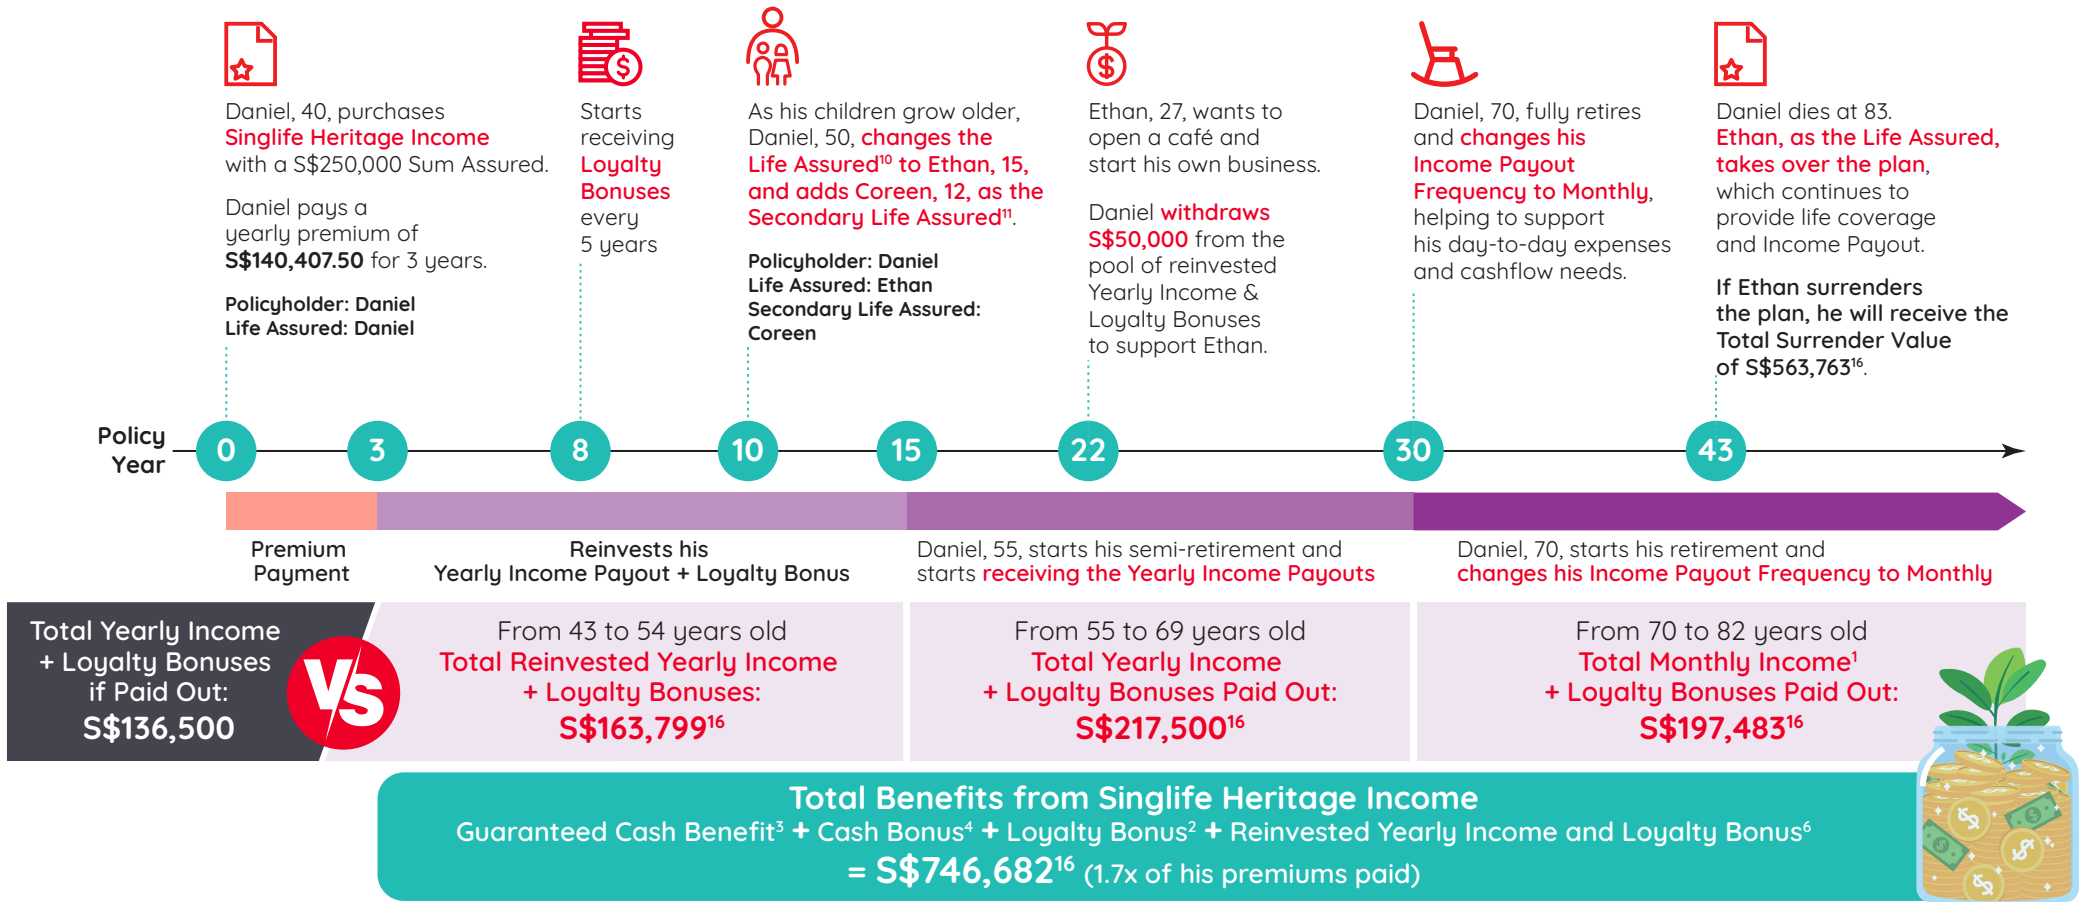 Daniel, 40, purchases
Singlife Heritage Income
with a S$250,000 Sum Assured.
Daniel pays a
yearly premium of
S$140,407.50 for 3 years.
Policyholder: Daniel
Life Assured: Daniel
Starts
receiving
Loyalty
Bonuses
every
5 years
As his children grow older,
Daniel, 50, changes the
Life Assured¹⁰ to Ethan, 15,
and adds Coreen, 12, as the
Secondary Life Assured¹¹.
Policyholder: Daniel
Life Assured: Ethan
Secondary Life Assured:
Coreen
Ethan, 27, wants to
open a café and
start his own business.
Daniel withdraws
S$50,000 from the
pool of reinvested
Yearly Income &
Loyalty Bonuses
to support Ethan.
Daniel, 70, fully retires
and changes his
Income Payout
Frequency to Monthly,
helping to support
his day-to-day expenses
and cashflow needs.
Daniel dies at 83.
Ethan, as the Life Assured,
takes over the plan,
which continues to
provide life coverage
and Income Payout.
If Ethan surrenders
the plan, he will receive the
Total Surrender Value
of S$563,763¹⁶.
Policy
Year
0
3
8
10
15
22
30
43
Premium
Payment
Reinvests his
Yearly Income Payout + Loyalty Bonus
Daniel, 55, starts his semi-retirement and
starts receiving the Yearly Income Payouts
Daniel, 70, starts his retirement and
changes his Income Payout Frequency to Monthly
Total Yearly Income
+ Loyalty Bonuses
if Paid Out:
S$136,500
VS
From 43 to 54 years old
Total Reinvested Yearly Income
+ Loyalty Bonuses:
S$163,799¹⁶
From 55 to 69 years old
Total Yearly Income
+ Loyalty Bonuses Paid Out:
S$217,500¹⁶
From 70 to 82 years old
Total Monthly Income¹
+ Loyalty Bonuses Paid Out:
S$197,483¹⁶
Total Benefits from Singlife Heritage Income
Guaranteed Cash Benefit³ + Cash Bonus⁴ + Loyalty Bonus² + Reinvested Yearly Income and Loyalty Bonus⁶
= S$746,682¹⁶ (1.7x of his premiums paid)